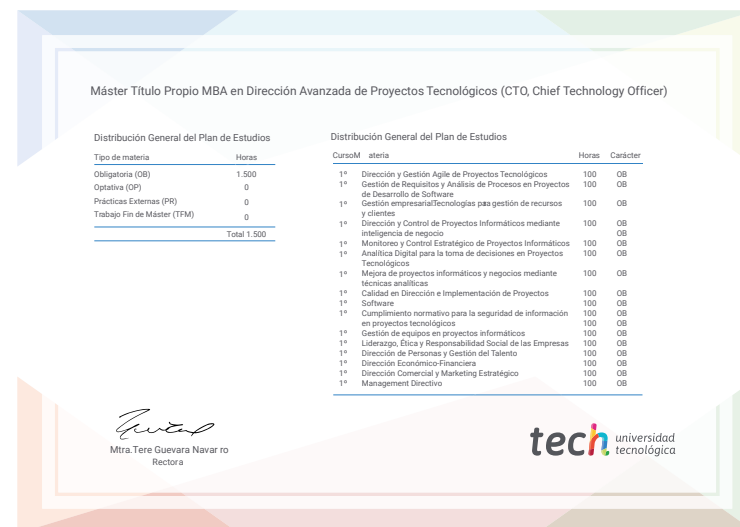 Máster Título Propio MBA en Dirección Avanzada de Proyectos Tecnológicos (CTO, Chief Technology Officer)
Distribución General del Plan de Estudios
Tipo de materia Horas
Obligatoria (OB) 1.500
Optativa (OP) 0
Prácticas Externas (PR) 0
Trabajo Fin de Máster (TFM) 0
Total 1.500
Distribución General del Plan de Estudios
CursoM ateria Horas Carácter
1º Dirección y Gestión Agile de Proyectos Tecnológicos 100 OB
1º Gestión de Requisitos y Análisis de Procesos en Proyectos 100 OB
de Desarrollo de Software
1º Gestión empresarial.Tecnologías para gestión de recursos 100 OB
y clientes
1º Dirección y Control de Proyectos Informáticos mediante 100 OB
inteligencia de negocio OB
1º Monitoreo y Control Estratégico de Proyectos Informáticos 100 OB
1º Analítica Digital para la toma de decisiones en Proyectos 100 OB
Tecnológicos
1º Mejora de proyectos informáticos y negocios mediante 100 OB
técnicas analíticas
1º Calidad en Dirección e Implementación de Proyectos 100 OB
1º Software 100 OB
1º Cumplimiento normativo para la seguridad de información 100 OB
en proyectos tecnológicos 100 OB
1º Gestión de equipos en proyectos informáticos 100 OB
1º Liderazgo, Ética y Responsabilidad Social de las Empresas 100 OB
1º Dirección de Personas y Gestión del Talento 100 OB
1º Dirección Económico-Financiera 100 OB
1º Dirección Comercial y Marketing Estratégico 100 OB
1º Management Directivo 100 OB
Mtra.Tere Guevara Navar ro
Rectora
tech universidad
tecnológica